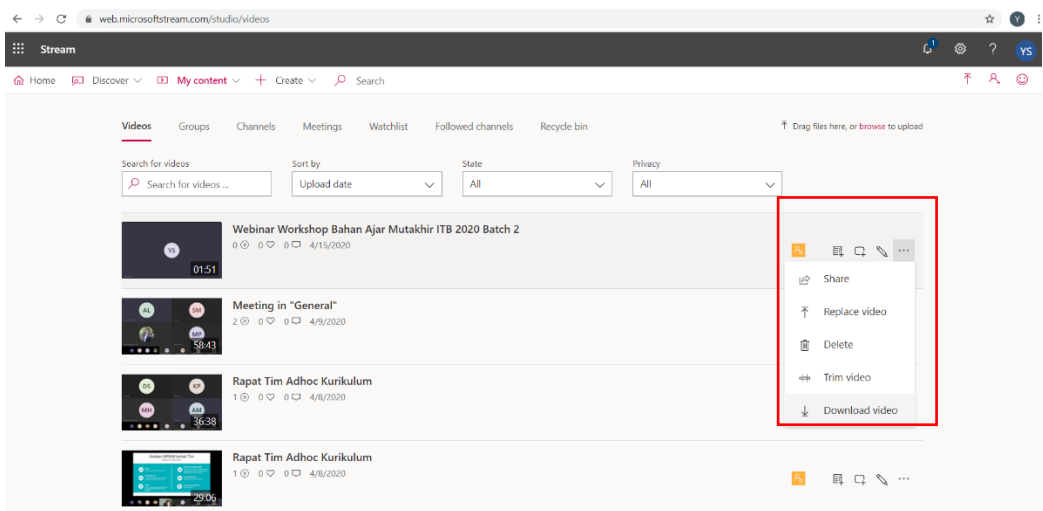 web.microsoftstream.com/studio/videos
Y
Stream
1
?
YS
Home Discover My content Create Search
Videos Groups Channels Meetings Watchlist Followed channels Recycle bin
Drag files here, or browse to upload
Search for videos Sort by State Privacy
Search for videos ... Upload date All All
YS
01:51
Webinar Workshop Bahan Ajar Mutakhir ITB 2020 Batch 2
0 0 0 4/15/2020
Share
Replace video
Delete
Trim video
Download video
AL SM
MP
58:43
Meeting in "General"
2 0 0 4/9/2020
DS KP
MH AM
36:38
Rapat Tim Adhoc Kurikulum
1 0 0 4/8/2020
29:06
Rapat Tim Adhoc Kurikulum
1 0 0 4/8/2020